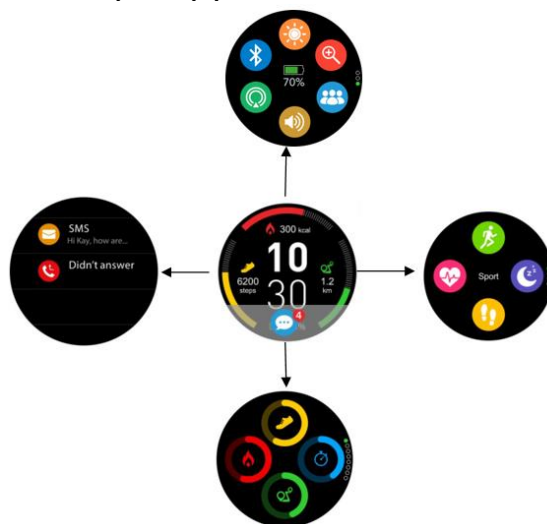 70%
SMS
Hi Kay, how are...
Didn't answer
300 kcal
10
6200
steps
1.2
km
30
4
Sport